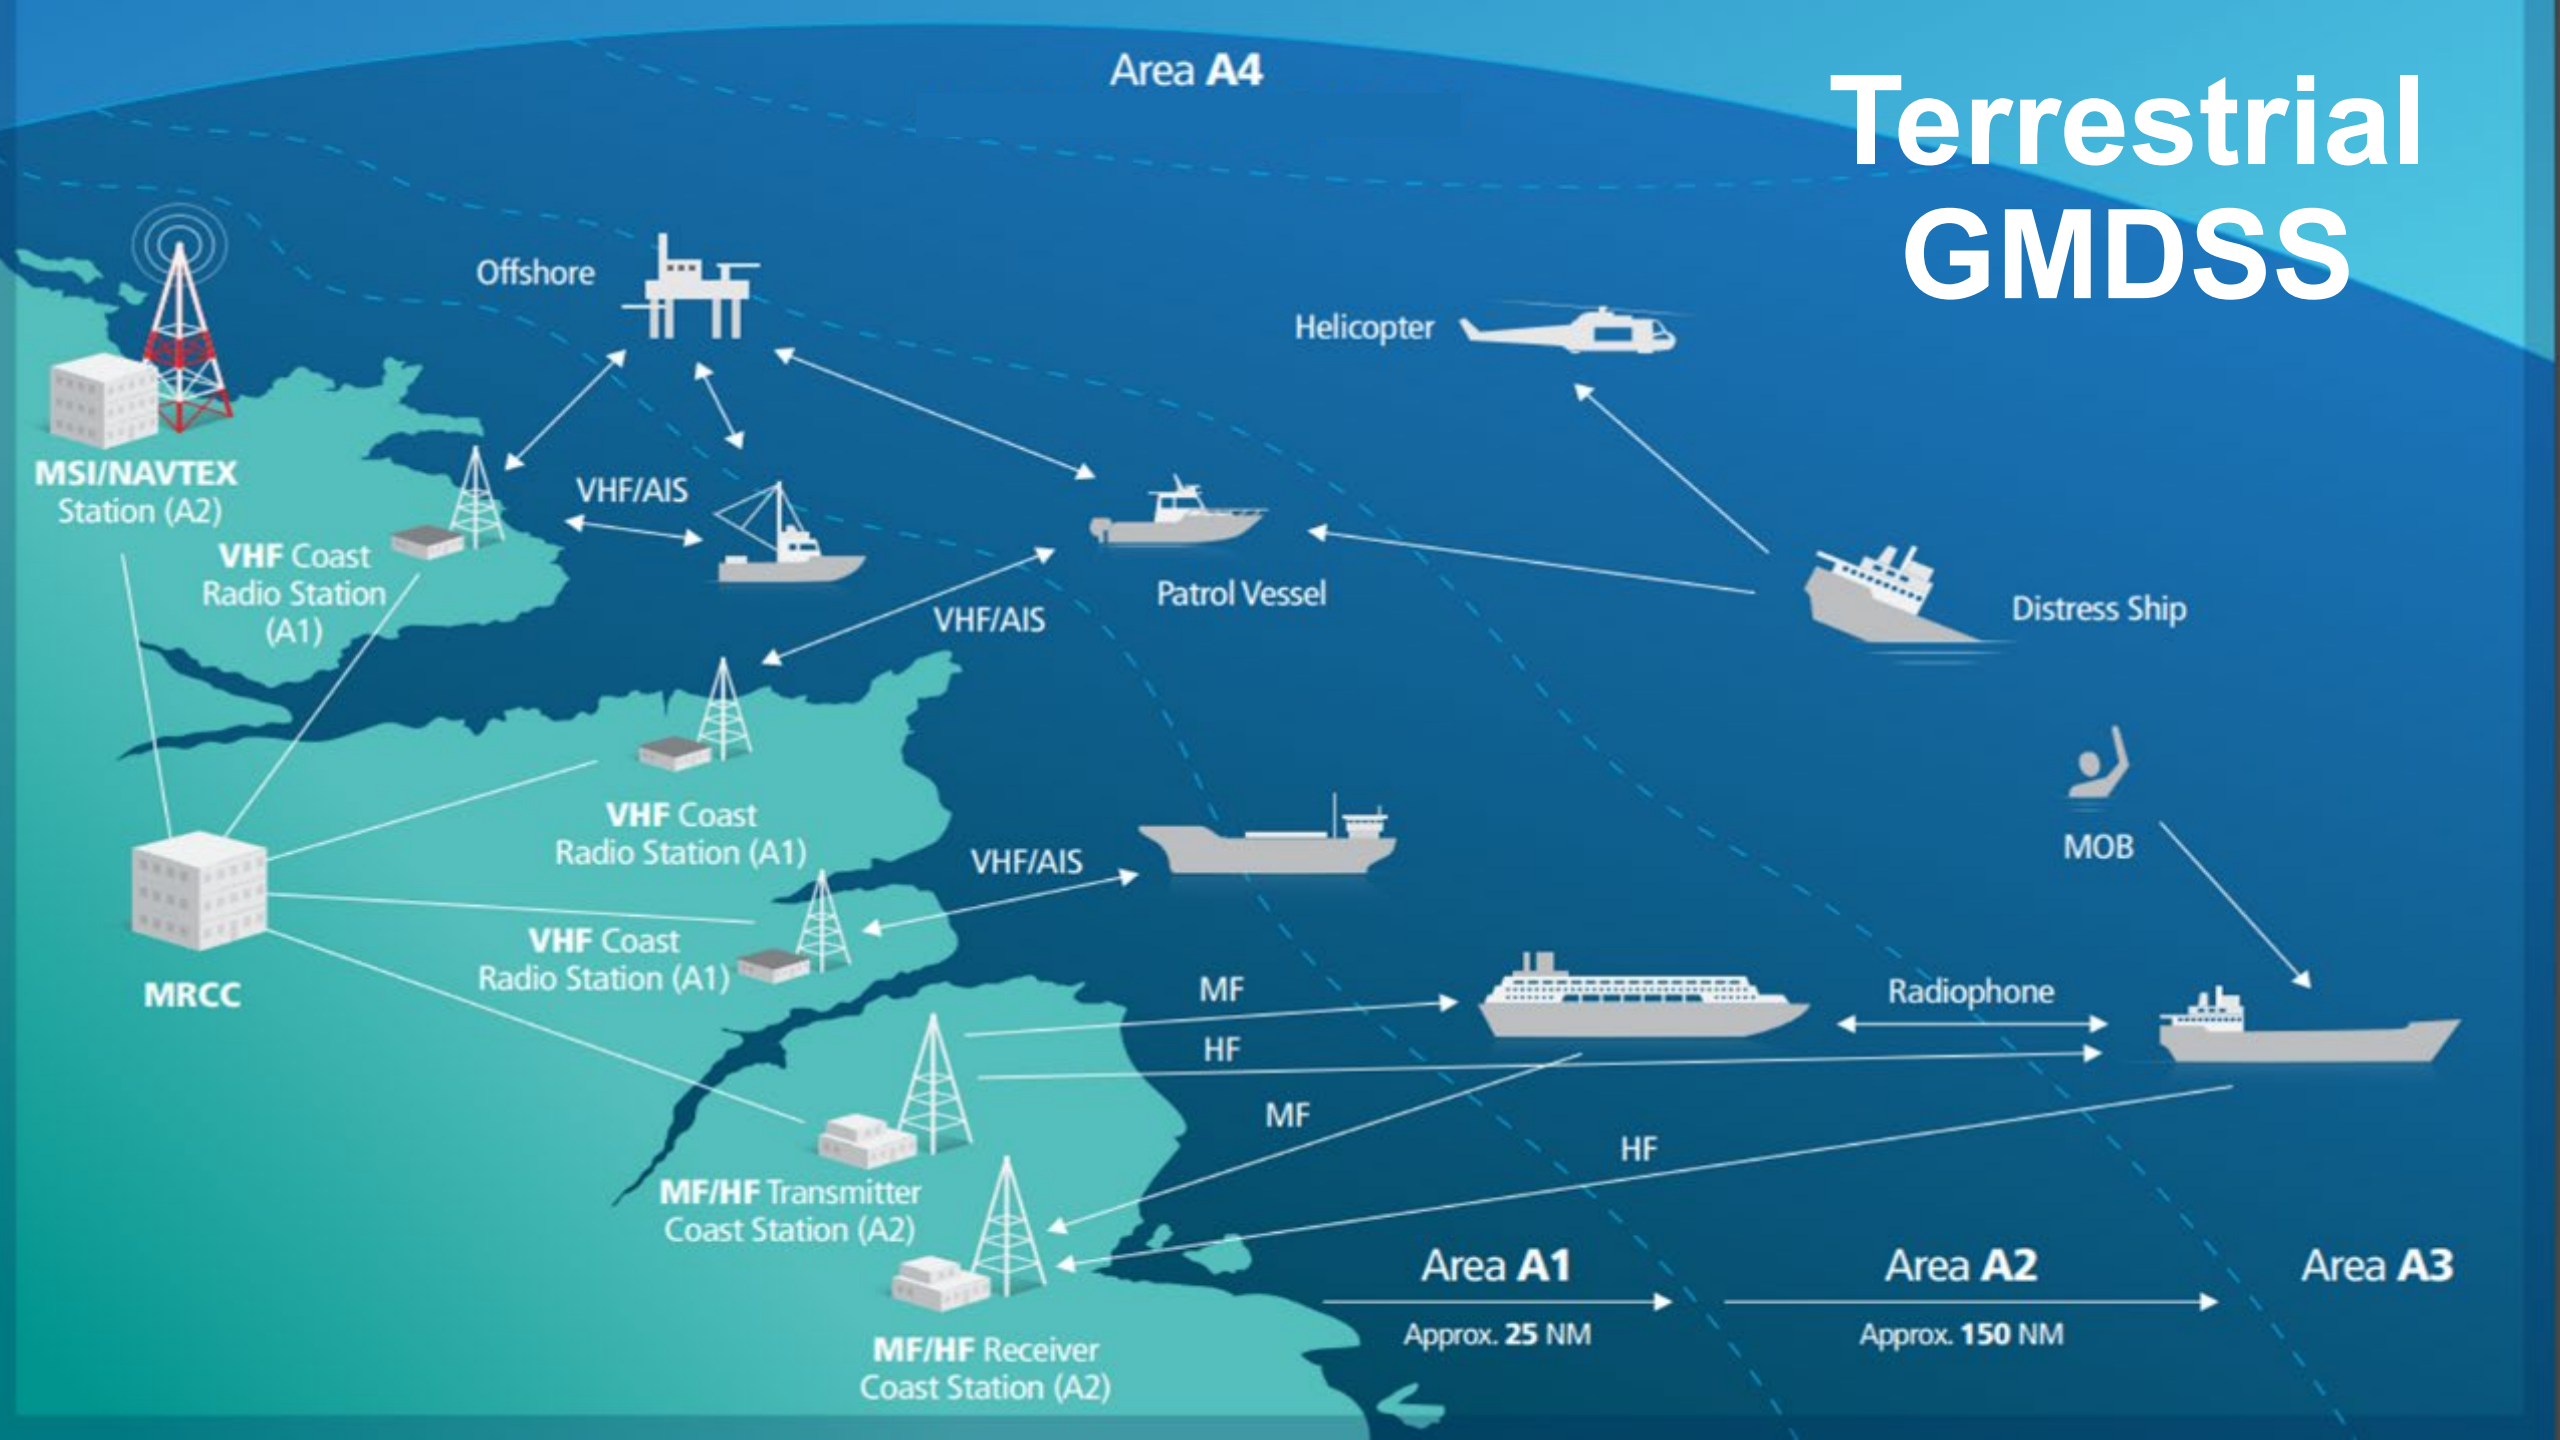 Area A4
Terrestrial
GMDSS
Offshore
Helicopter
MSI/NAVTEX
Station (A2)
VHF/AIS
VHF Coast
Radio Station
(A1)
Patrol Vessel
VHF/AIS
Distress Ship
VHF Coast
Radio Station (A1)
VHF/AIS
MOB
VHF Coast
Radio Station (A1)
MRCC
MF
Radiophone
HF
MF
HF
MF/HF Transmitter
Coast Station (A2)
Area A1
Area A2
Area A3
Approx. 25 NM
Approx. 150 NM
MF/HF Receiver
Coast Station (A2)